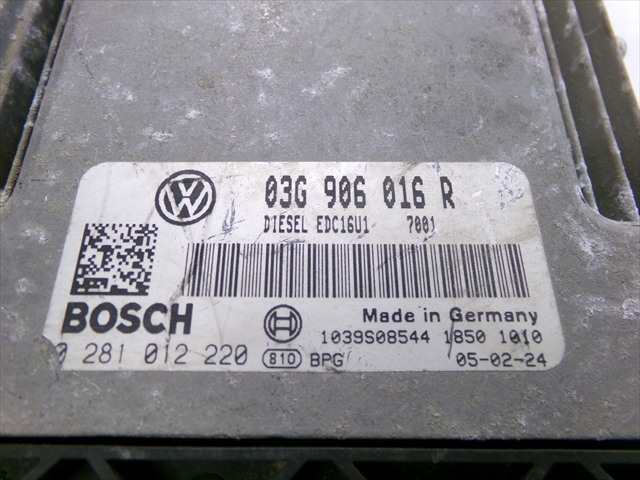 03G 906 016 R
DIESEL EDC16U1 7001
BOSCH
Made in Germany
1039S08544 1850 1010
0 281 012 220 810 BPG 05-02-24